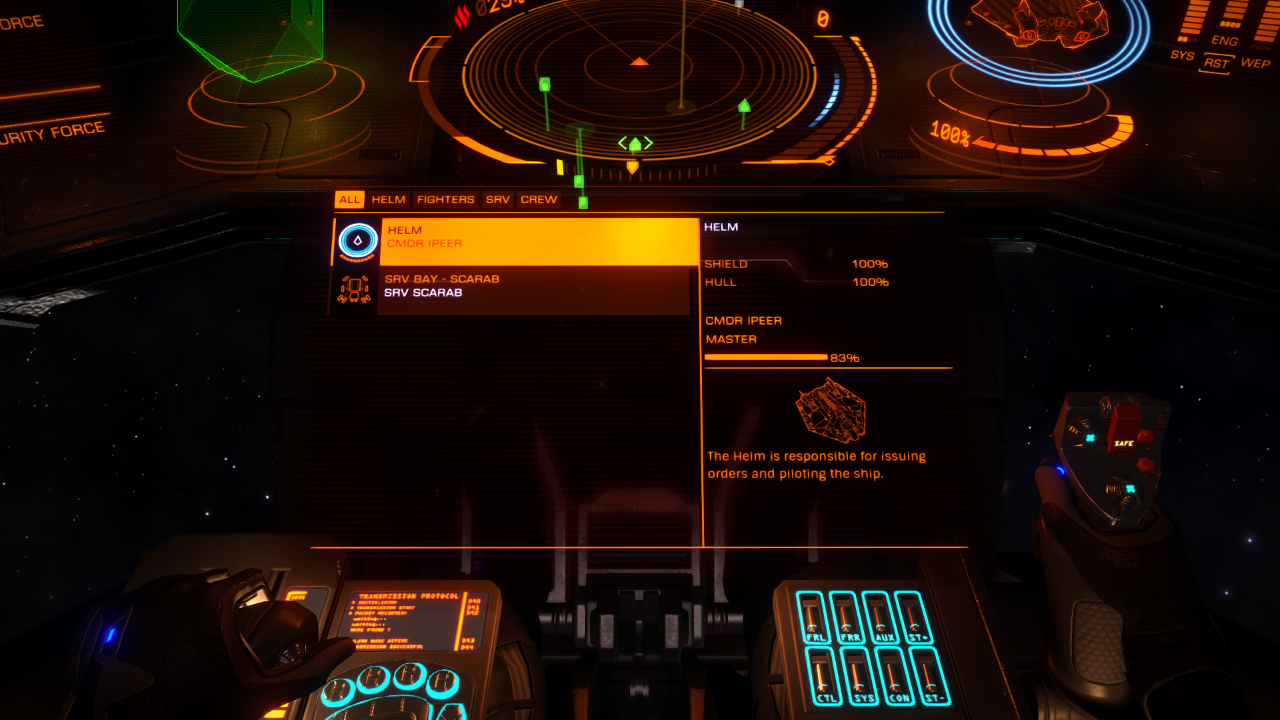 ORCE
025%
0
ENG
SYS
RST
WEP
URITY FORCE
100%
ALL HELM FIGHTERS SRV CREW
HELM
CMDR IPEER
SRV BAY - SCARAB
SRV SCARAB
HELM
SHIELD 100%
HULL 100%
CMDR IPEER
MASTER
83%
The Helm is responsible for issuing
orders and piloting the ship.
SAFE
TRANSMISSION PROTOCOL
FRL FRR AUX ST+
CTL SYS CON ST-